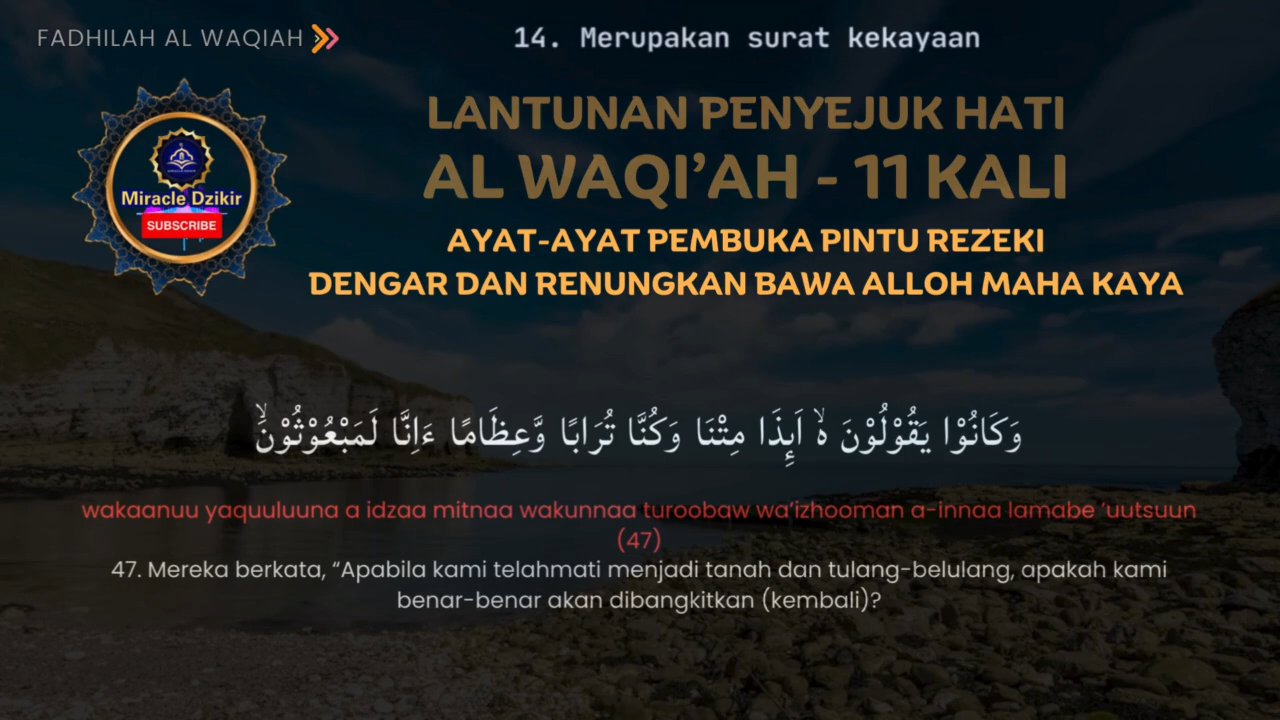 FADHILAH AL WAQIAH
14. Merupakan surat kekayaan
LANTUNAN PENYEJUK HATI
AL WAQI’AH - 11 KALI
Miracle Dzikir
SUBSCRIBE
AYAT-AYAT PEMBUKA PINTU REZEKI
DENGAR DAN RENUNGKAN BAWA ALLOH MAHA KAYA
وَكَانُوْا يَقُوْلُوْنَ ەۙ اَىِٕذَا مِتْنَا وَكُنَّا تُرَابًا وَّعِظَامًا ءَاِنَّا لَمَبْعُوْثُوْنَۙ
wakaanuu yaquuluuna a idzaa mitnaa wakunnaa turoobaw wa’izhooman a-innaa lamabe ’uutsuun
(47)
47. Mereka berkata, “Apabila kami telahmati menjadi tanah dan tulang-belulang, apakah kami
benar-benar akan dibangkitkan (kembali)?